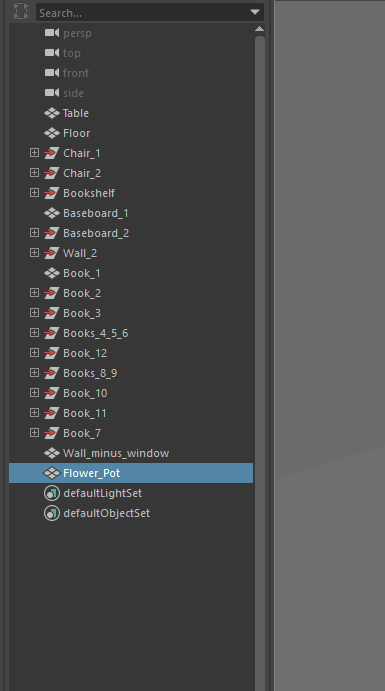 Search...
persp
top
front
side
Table
Floor
Chair_1
Chair_2
Bookshelf
Baseboard_1
Baseboard_2
Wall_2
Book_1
Book_2
Book_3
Books_4_5_6
Book_12
Books_8_9
Book_10
Book_11
Book_7
Wall_minus_window
Flower_Pot
defaultLightSet
defaultObjectSet